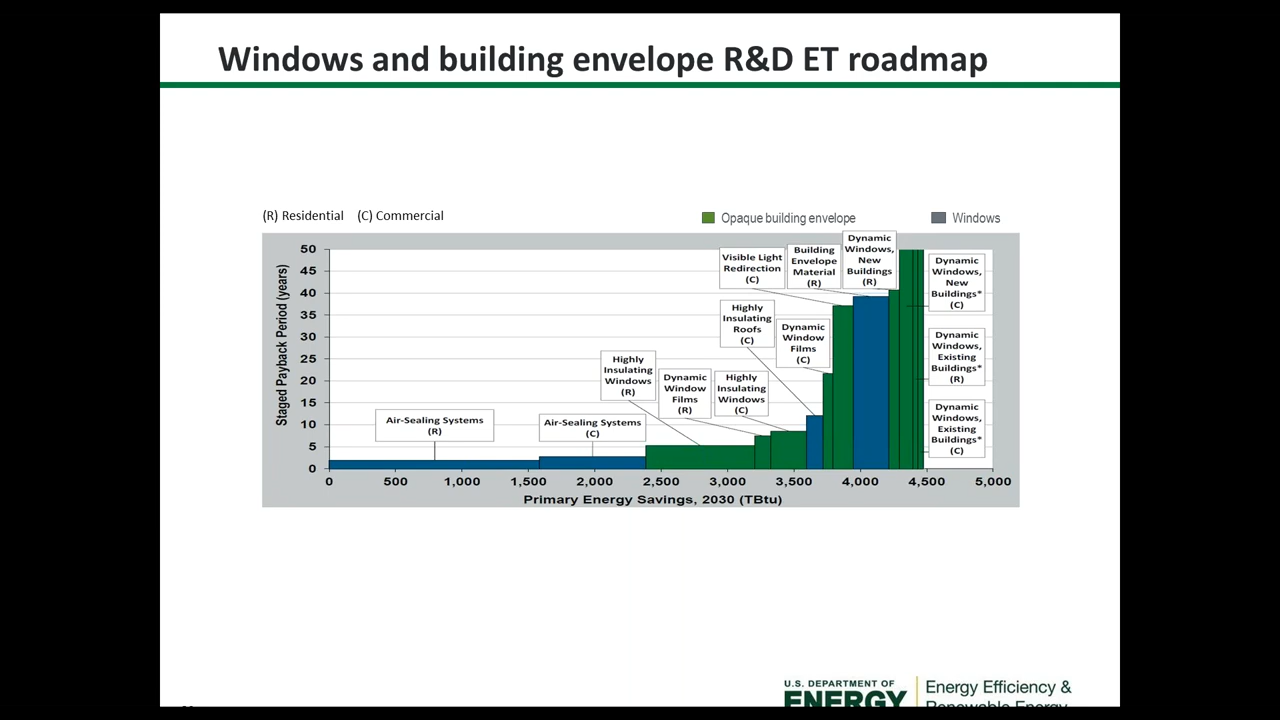 Windows and building envelope R&D ET roadmap
(R) Residential (C) Commercial
Opaque building envelope
Windows
Staged Payback Period (years)
50
45
40
35
30
25
20
15
10
5
0
Air-Sealing Systems
(R)
Air-Sealing Systems
(C)
Highly
Insulating
Windows
(R)
Dynamic
Window
Films
(R)
Highly
Insulating
Windows
(C)
Highly
Insulating
Roofs
(C)
Dynamic
Window
Films
(C)
Visible Light
Redirection
(C)
Building
Envelope
Material
(R)
Dynamic
Windows,
New
Buildings
(R)
Dynamic
Windows,
New
Buildings*
(C)
Dynamic
Windows,
Existing
Buildings*
(R)
Dynamic
Windows,
Existing
Buildings*
(C)
0 500 1,000 1,500 2,000 2,500 3,000 3,500 4,000 4,500 5,000
Primary Energy Savings, 2030 (TBtu)
U.S. DEPARTMENT OF
ENERGY
Energy Efficiency &
Renewable Energy